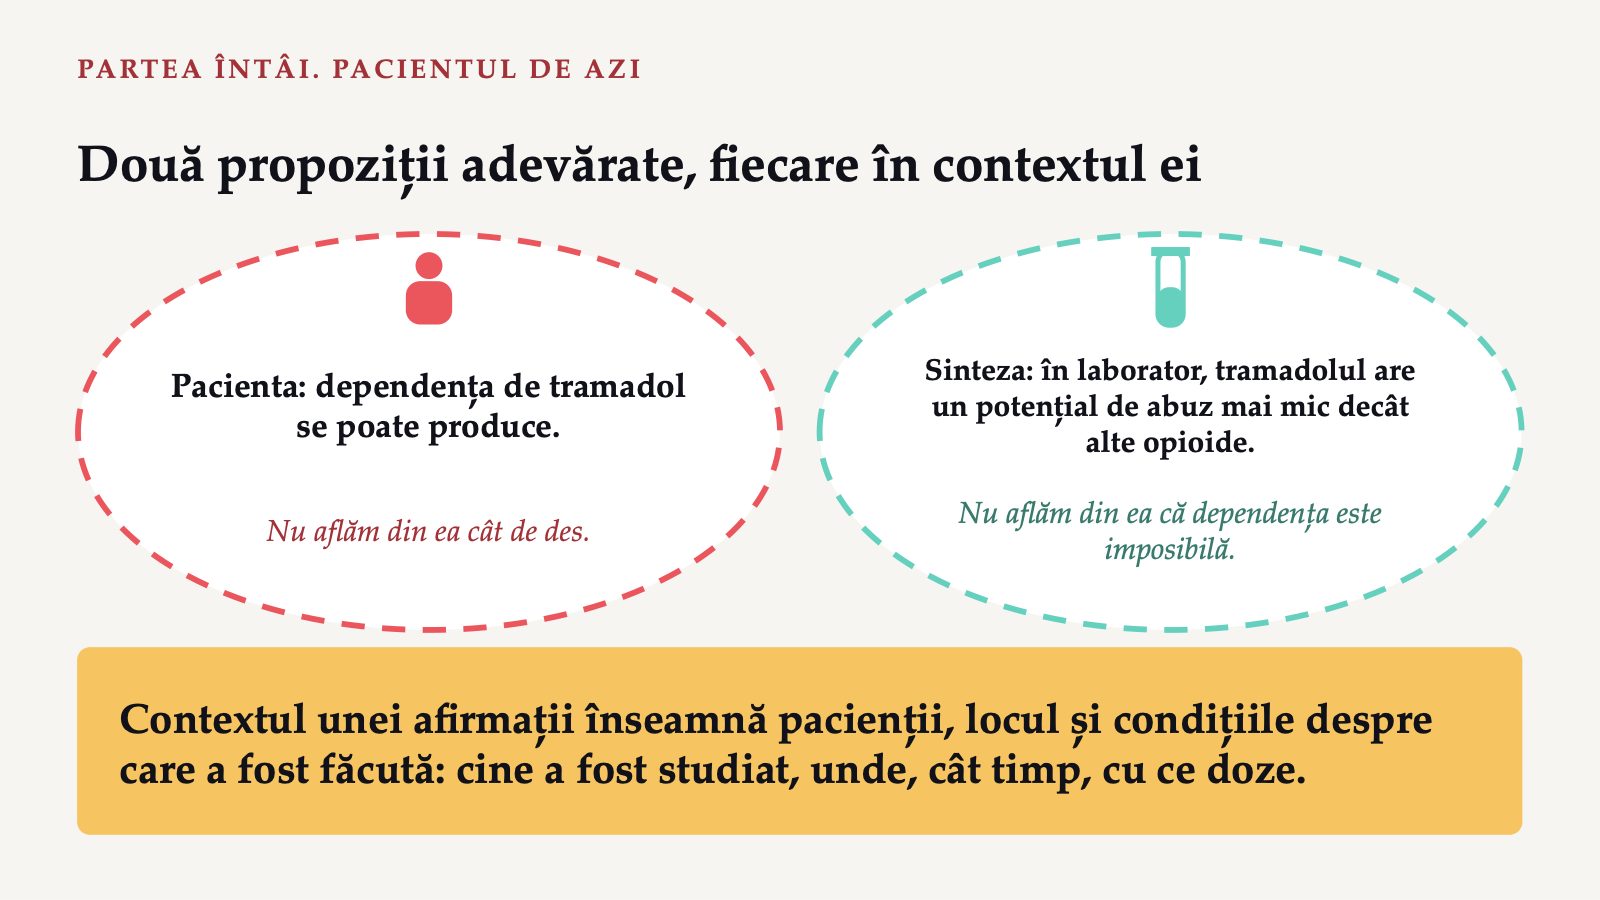 PARTEA ÎNTÂI. PACIENTUL DE AZI
Două propoziții adevărate, fiecare în contextul ei
Pacienta: dependența de tramadol
se poate produce.
Nu aflăm din ea cât de des.
Sinteza: în laborator, tramadolul are
un potențial de abuz mai mic decât
alte opioide.
Nu aflăm din ea că dependența este
imposibilă.
Contextul unei afirmații înseamnă pacienții, locul și condițiile despre
care a fost făcută: cine a fost studiat, unde, cât timp, cu ce doze.